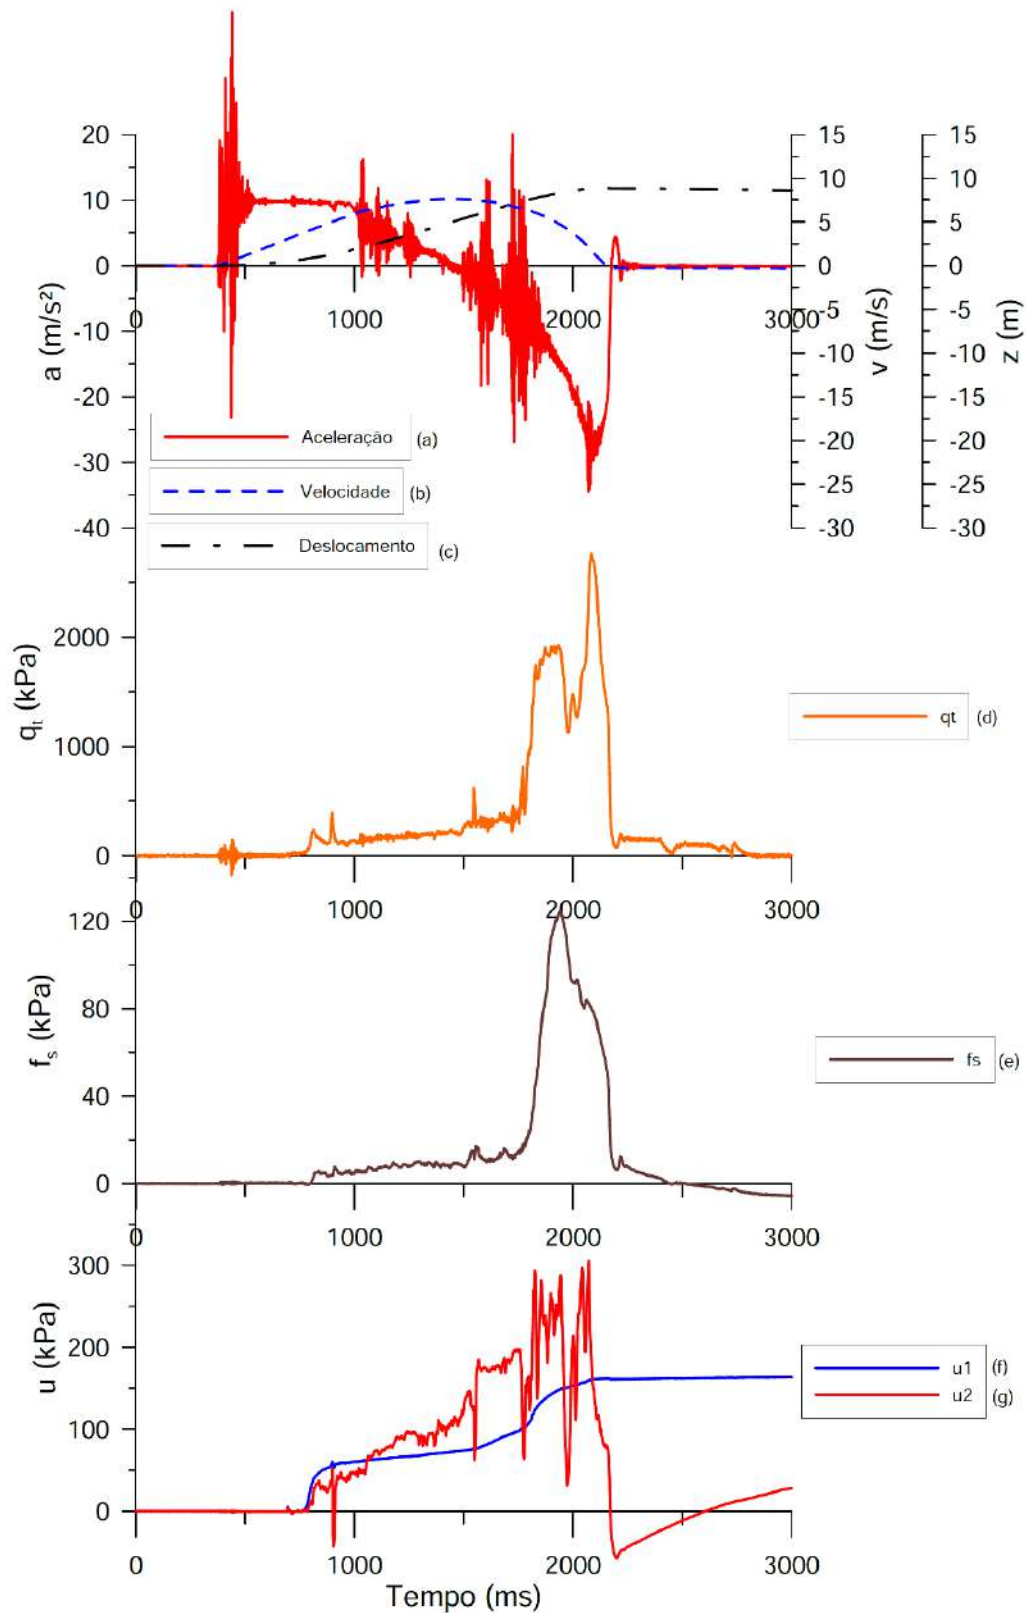 20
10
0
-10
-20
-30
-40
a (m/s²)
0
1000
2000
3000
15
10
5
0
-5
-10
-15
-20
-25
-30
v (m/s)
15
10
5
0
-5
-10
-15
-20
-25
-30
z (m)
Aceleração (a)
Velocidade (b)
Deslocamento (c)
2000
1000
0
qt (kPa)
qt (d)
0 1000 2000 3000
120
80
40
0
fs (kPa)
fs (e)
0 1000 2000 3000
300
200
100
0
u (kPa)
u1 (f)
u2 (g)
0 1000 2000 3000
Tempo (ms)